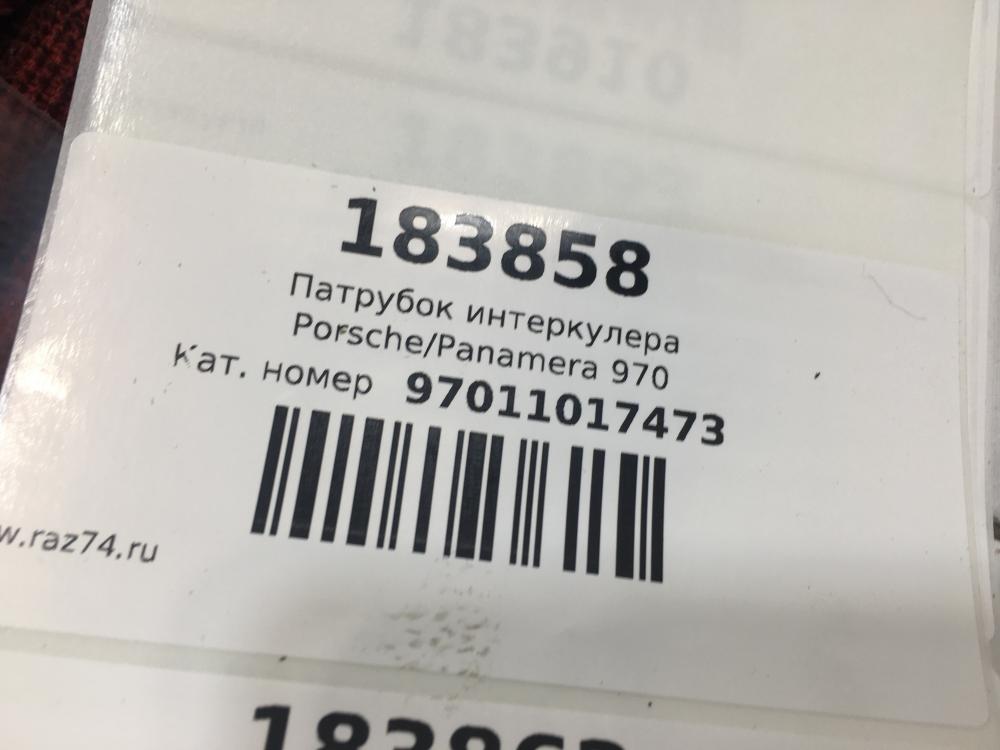 183858
Патрубок интеркулера
Porsche/Panamera 970
Кат. номер 97011017473
w.raz74.ru